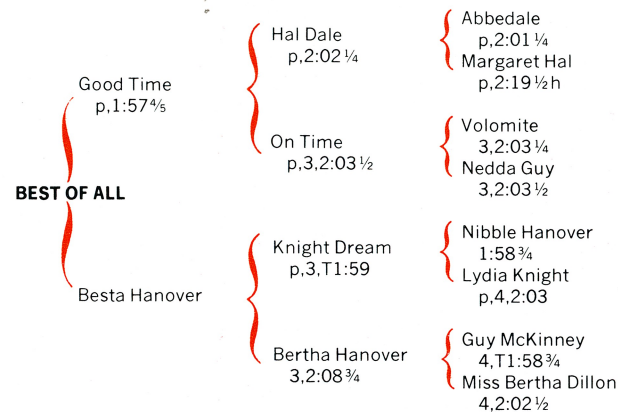 Abbedale
p,2:01 ¼
Hal Dale
p,2:02 ¼
Margaret Hal
p,2:19 ½ h
Good Time
p,1:57⅘
Volomite
3,2:03 ¼
On Time
p,3,2:03 ½
Nedda Guy
3,2:03 ½
BEST OF ALL
Nibble Hanover
1:58 ¾
Knight Dream
p,3,T1:59
Lydia Knight
p,4,2:03
Besta Hanover
Guy McKinney
4,T1:58 ¾
Bertha Hanover
3,2:08 ¾
Miss Bertha Dillon
4,2:02 ½